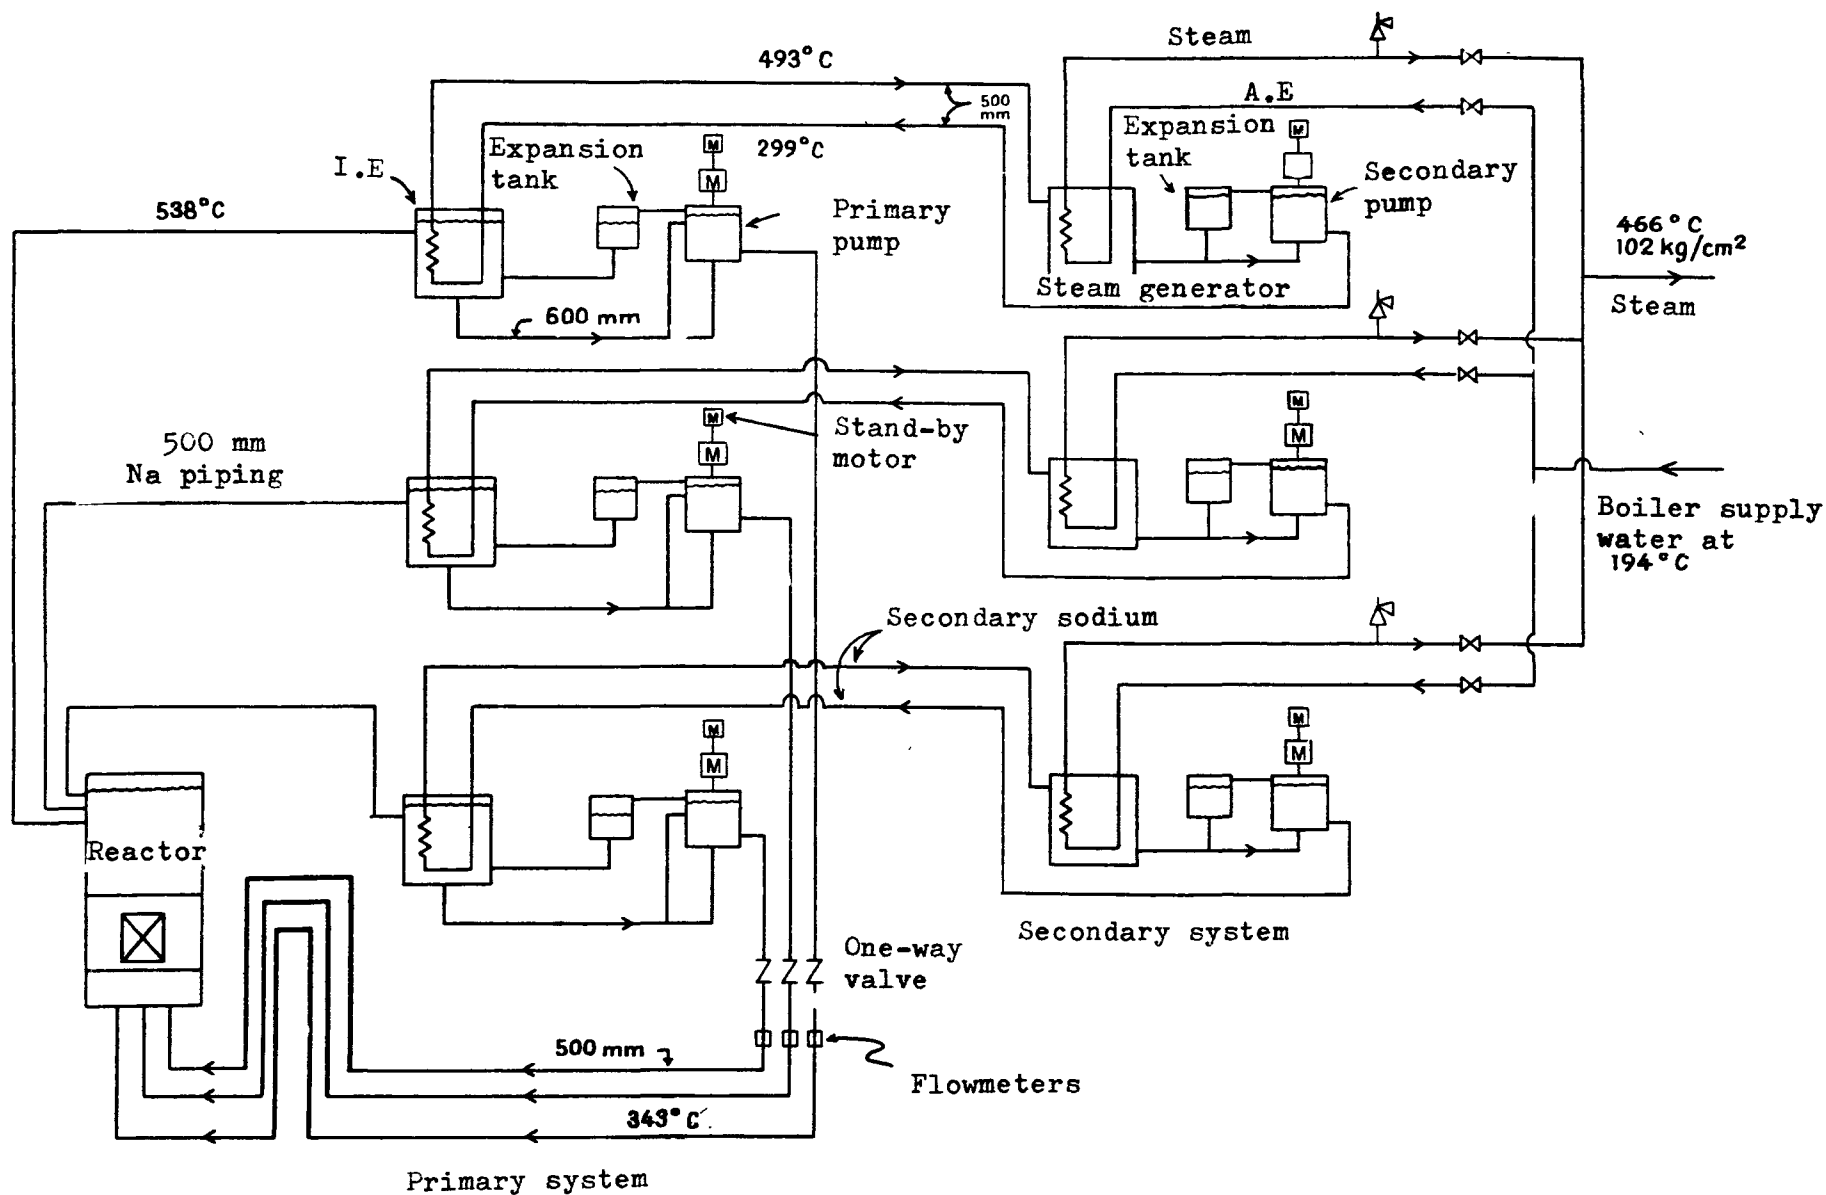 Steam
493°C
A.E
500
mm
Expansion
tank
M
Secondary
pump
M
299°C
Expansion
tank
I.E
M
538°C
Primary
pump
466°C
102 kg/cm²
Steam
Steam generator
600 mm
M
M
Stand-by
motor
M
M
500 mm
Na piping
Boiler supply
water at
194°C
Secondary sodium
M
M
M
M
Reactor
Secondary system
One-way
valve
500 mm
Flowmeters
343°C
Primary system